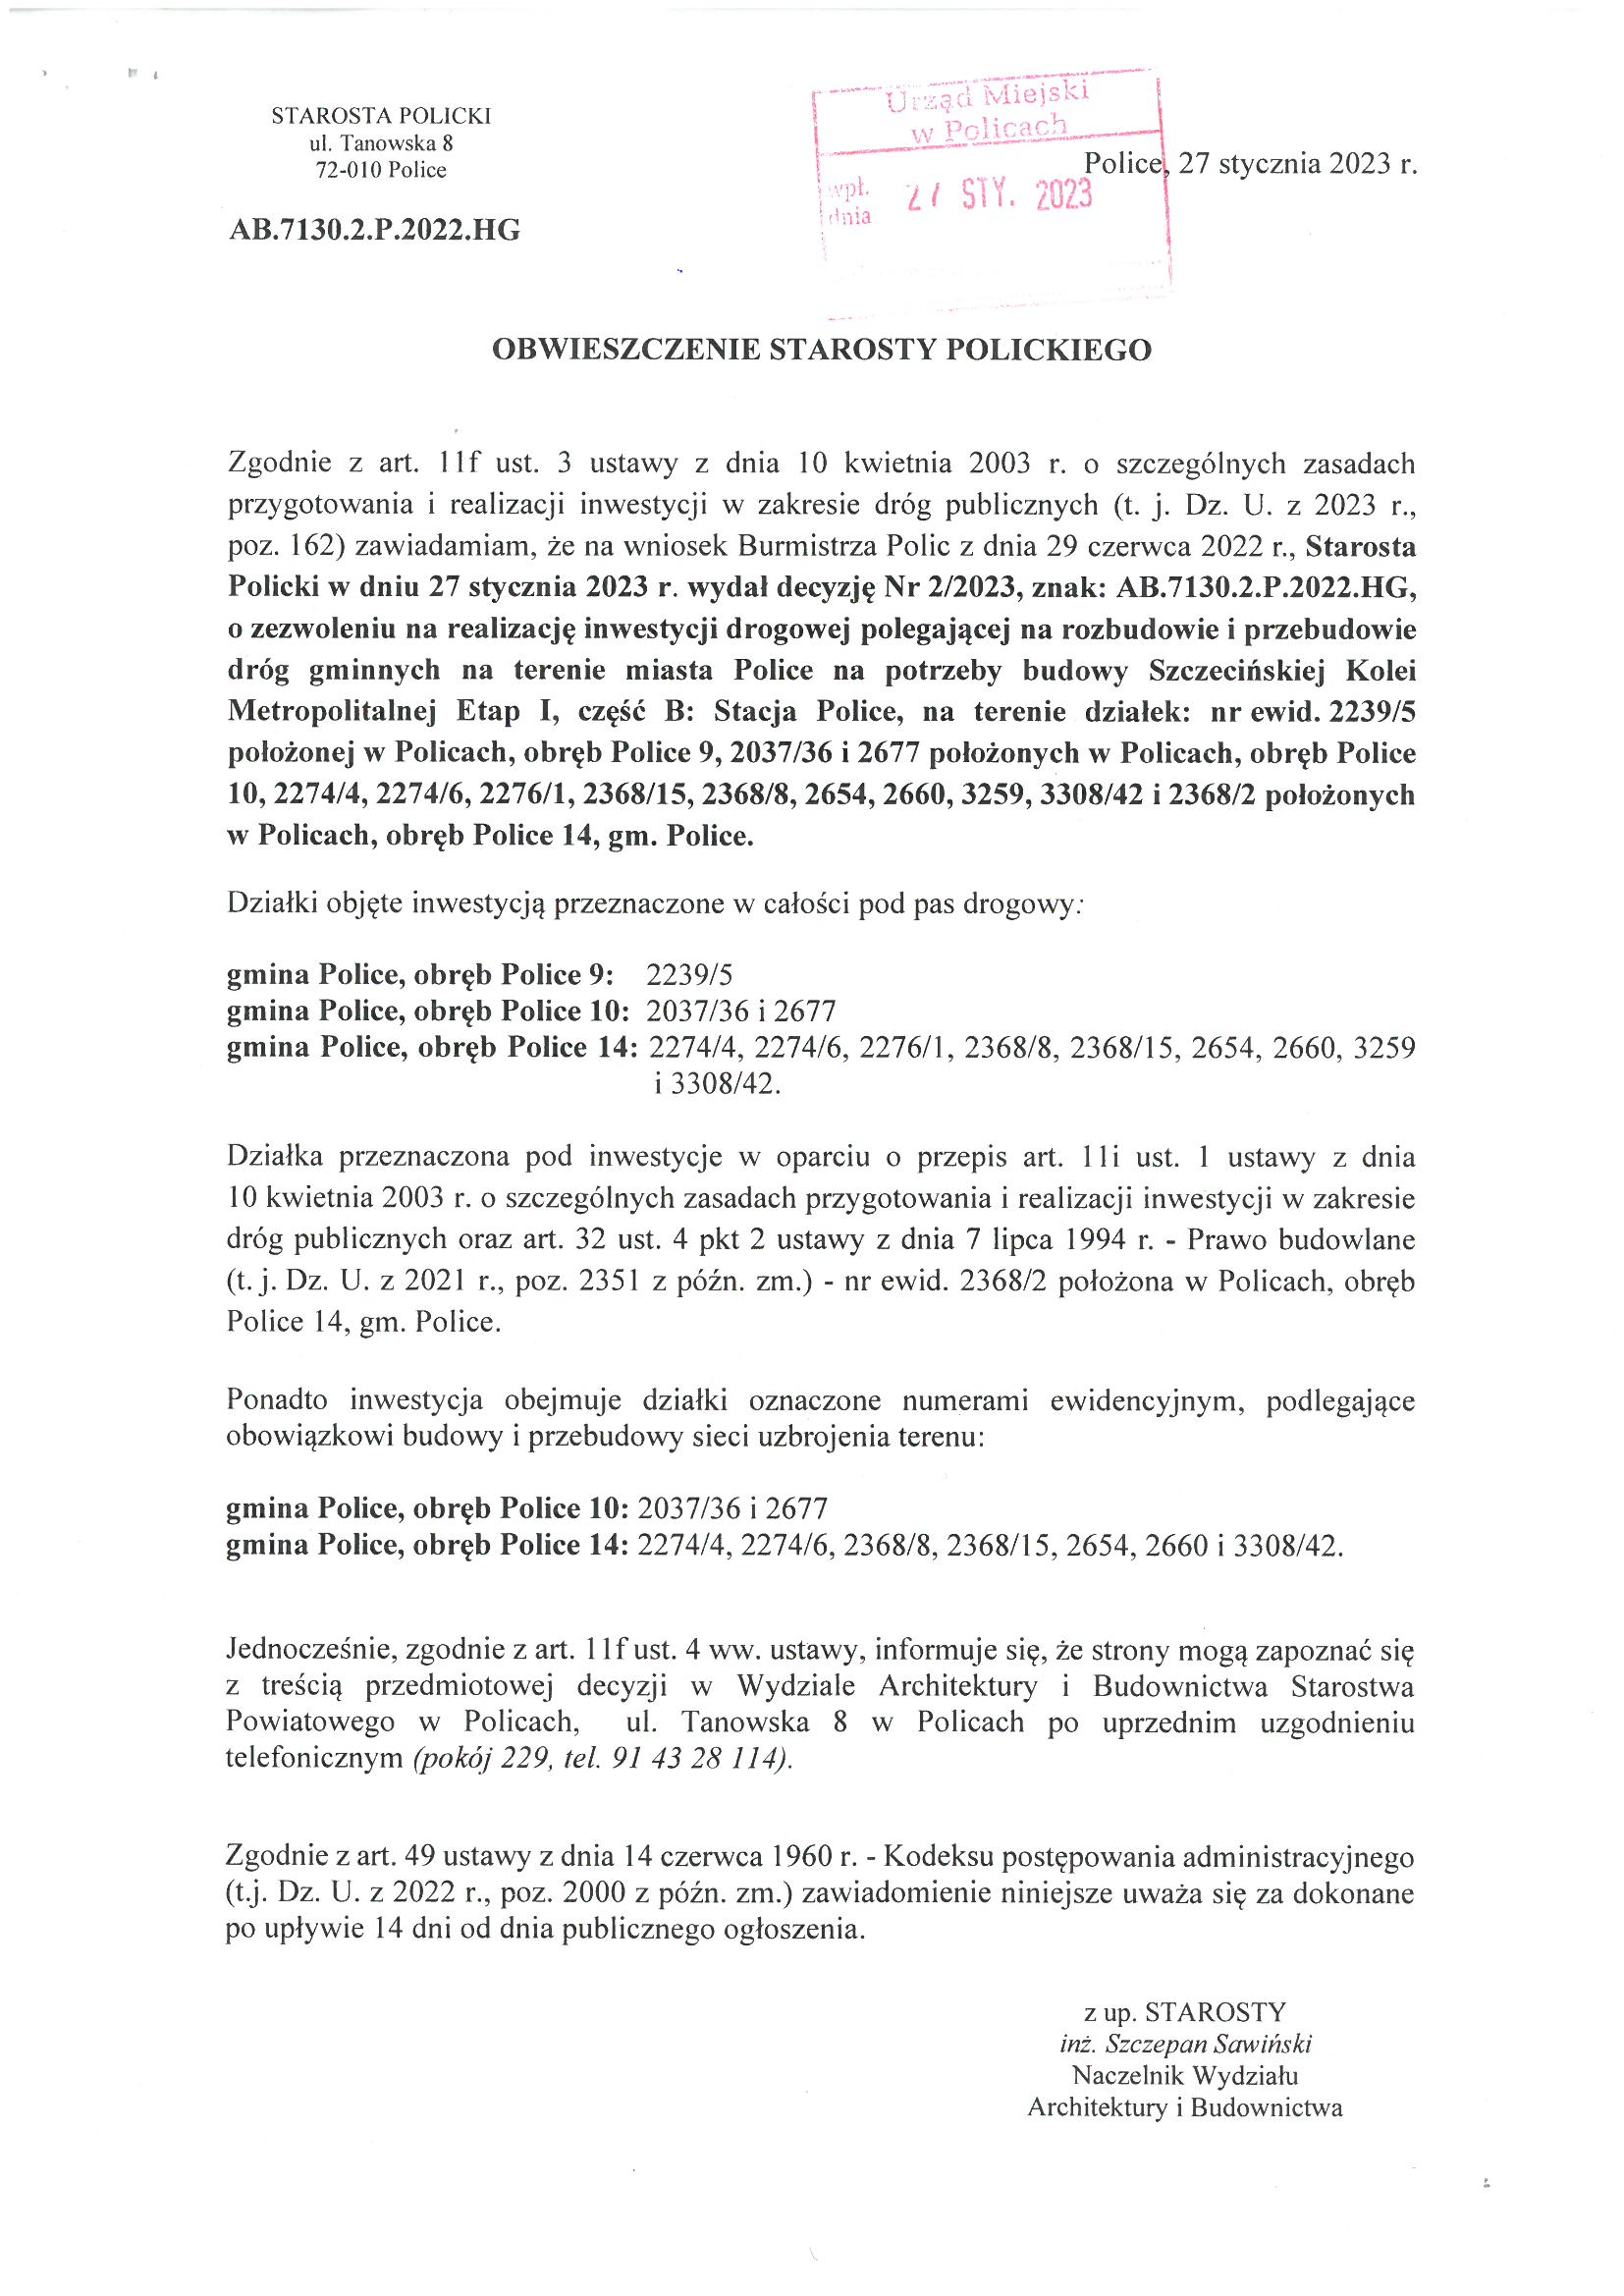 STAROSTA POLICKI
ul. Tanowska 8
72-010 Police
Urząd Miejski
w Policach
Police, 27 stycznia 2023 r.
wpł.
dnia
27 STY. 2023
AB.7130.2.P.2022.HG
OBWIESZCZENIE STAROSTY POLICKIEGO
Zgodnie z art. 11f ust. 3 ustawy z dnia 10 kwietnia 2003 r. o szczególnych zasadach
przygotowania i realizacji inwestycji w zakresie dróg publicznych (t. j. Dz. U. z 2023 r.,
poz. 162) zawiadamiam, że na wniosek Burmistrza Polic z dnia 29 czerwca 2022 r., Starosta
Policki w dniu 27 stycznia 2023 r. wydał decyzję Nr 2/2023, znak: AB.7130.2.P.2022.HG,
o zezwoleniu na realizację inwestycji drogowej polegającej na rozbudowie i przebudowie
dróg gminnych na terenie miasta Police na potrzeby budowy Szczecińskiej Kolei
Metropolitalnej Etap I, część B: Stacja Police, na terenie działek: nr ewid. 2239/5
położonej w Policach, obręb Police 9, 2037/36 i 2677 położonych w Policach, obręb Police
10, 2274/4, 2274/6, 2276/1, 2368/15, 2368/8, 2654, 2660, 3259, 3308/42 i 2368/2 położonych
w Policach, obręb Police 14, gm. Police.
Działki objęte inwestycją przeznaczone w całości pod pas drogowy:
gmina Police, obręb Police 9: 2239/5
gmina Police, obręb Police 10: 2037/36 i 2677
gmina Police, obręb Police 14: 2274/4, 2274/6, 2276/1, 2368/8, 2368/15, 2654, 2660, 3259
i 3308/42.
Działka przeznaczona pod inwestycje w oparciu o przepis art. 11i ust. 1 ustawy z dnia
10 kwietnia 2003 r. o szczególnych zasadach przygotowania i realizacji inwestycji w zakresie
dróg publicznych oraz art. 32 ust. 4 pkt 2 ustawy z dnia 7 lipca 1994 r. - Prawo budowlane
(t. j. Dz. U. z 2021 r., poz. 2351 z późn. zm.) - nr ewid. 2368/2 położona w Policach, obręb
Police 14, gm. Police.
Ponadto inwestycja obejmuje działki oznaczone numerami ewidencyjnym, podlegające
obowiązkowi budowy i przebudowy sieci uzbrojenia terenu:
gmina Police, obręb Police 10: 2037/36 i 2677
gmina Police, obręb Police 14: 2274/4, 2274/6, 2368/8, 2368/15, 2654, 2660 i 3308/42.
Jednocześnie, zgodnie z art. 11f ust. 4 ww. ustawy, informuje się, że strony mogą zapoznać się
z treścią przedmiotowej decyzji w Wydziale Architektury i Budownictwa Starostwa
Powiatowego w Policach, ul. Tanowska 8 w Policach po uprzednim uzgodnieniu
telefonicznym (pokój 229, tel. 91 43 28 114).
Zgodnie z art. 49 ustawy z dnia 14 czerwca 1960 r. - Kodeksu postępowania administracyjnego
(t.j. Dz. U. z 2022 r., poz. 2000 z późn. zm.) zawiadomienie niniejsze uważa się za dokonane
po upływie 14 dni od dnia publicznego ogłoszenia.
z up. STAROSTY
inż. Szczepan Sawiński
Naczelnik Wydziału
Architektury i Budownictwa